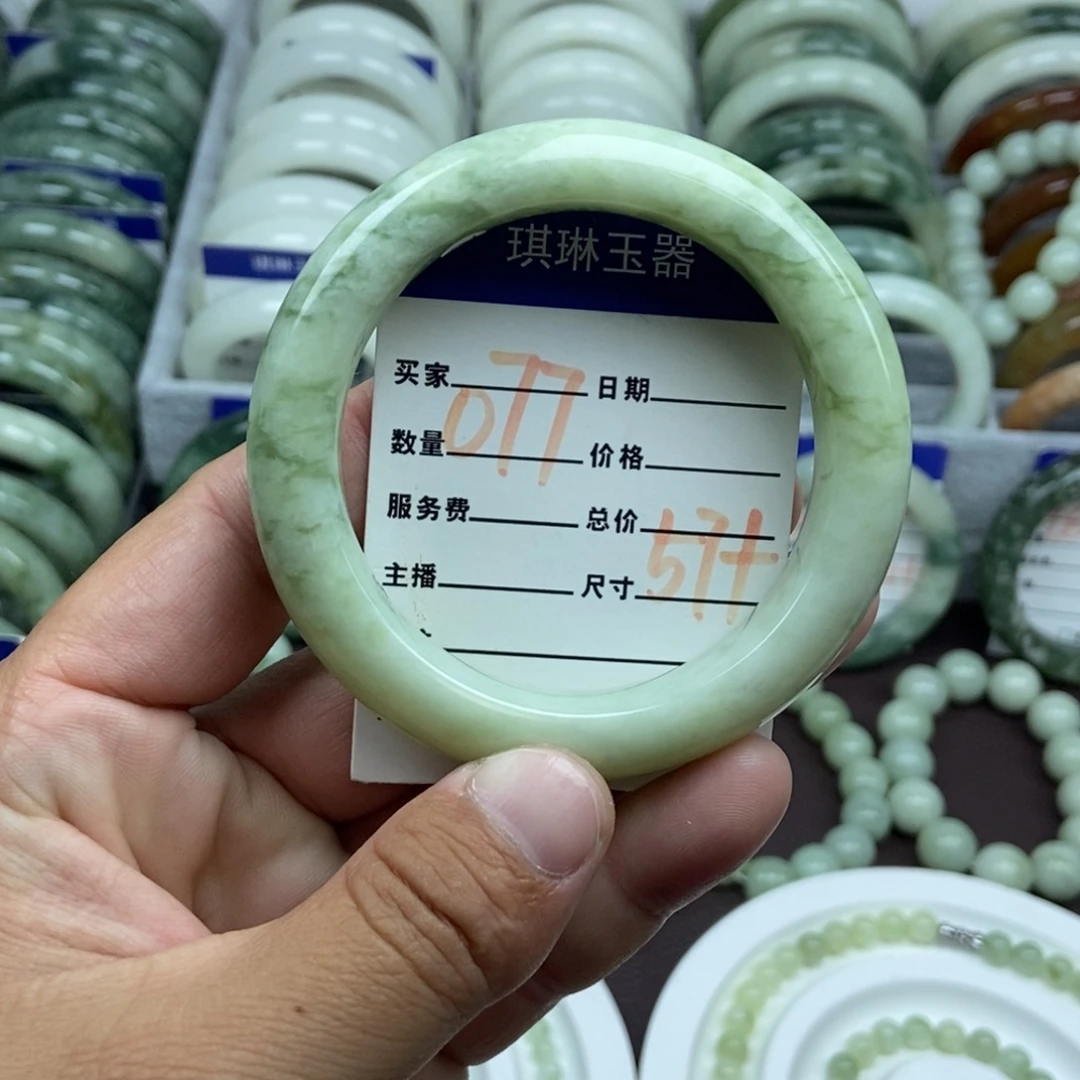 琪琳玉器
买家 077 日期
数量 价格
服务费 总价
主播 尺寸 57+